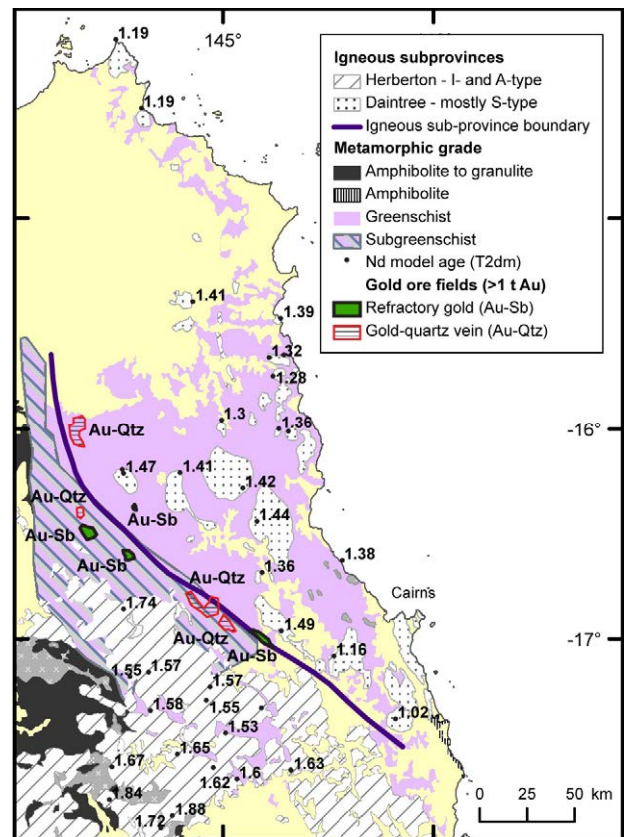 1.19
145°
1.19
Igneous subprovinces
Herberton - I- and A-type
Daintree - mostly S-type
Igneous sub-province boundary
Metamorphic grade
Amphibolite to granulite
Amphibolite
Greenschist
Subgreenschist
Nd model age (T2dm)
Gold ore fields (>1 t Au)
Refractory gold (Au-Sb)
Gold-quartz vein (Au-Qtz)
1.41
1.39
1.32
1.28
1.3
1.36
-16°
Au-Qtz
1.47
1.41
1.42
Au-Qtz
Au-Sb
1.44
Au-Sb
Au-Sb
1.38
1.36
Au-Qtz
1.74
Cairns
Au-Qtz
1.49
Au-Sb
-17°
1.16
1.55
1.57
1.57
1.58
1.55
1.02
1.53
1.65
1.67
1.62
1.6
1.63
1.84
1.88
1.72
0 25 50 km